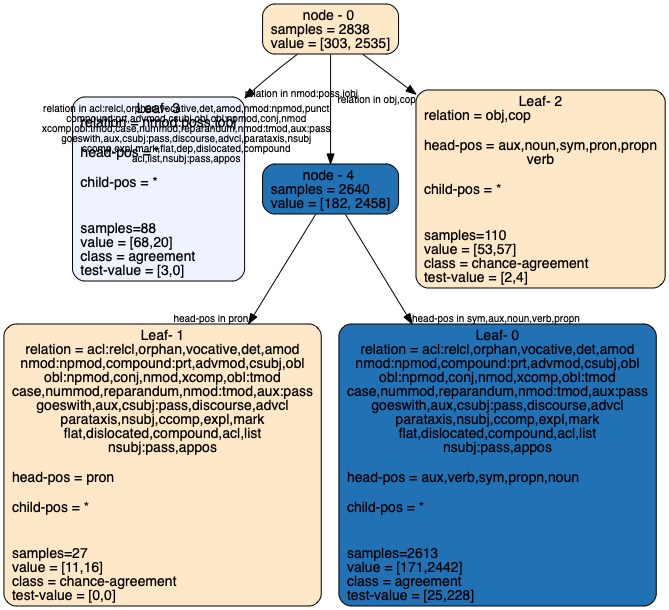 node - 0
samples = 2838
value = [303, 2535]
relation in nmod:poss,iobj
relation in obj,cop
relation in acl:relcl,orphan,vocative,det,amod,nmod:npmod,punct
compound:prt,advmod,csubj,obl,obl:npmod,conj,nmod
xcomp,obl:tmod,case,nummod,reparandum,nmod:tmod,aux:pass
goeswith,aux,csubj:pass,discourse,advcl,parataxis,nsubj
ccomp,expl,mark,flat,dep,dislocated,compound
acl,list,nsubj:pass,appos
Leaf- 3
relation = nmod:poss,iobj
head-pos = *
child-pos = *
samples=88
value = [68,20]
class = agreement
test-value = [3,0]
node - 4
samples = 2640
value = [182, 2458]
Leaf- 2
relation = obj,cop
head-pos = aux,noun,sym,pron,propn
verb
child-pos = *
samples=110
value = [53,57]
class = chance-agreement
test-value = [2,4]
head-pos in pron
head-pos in sym,aux,noun,verb,propn
Leaf- 1
relation = acl:relcl,orphan,vocative,det,amod
nmod:npmod,compound:prt,advmod,csubj,obl
obl:npmod,conj,nmod,xcomp,obl:tmod
case,nummod,reparandum,nmod:tmod,aux:pass
goeswith,aux,csubj:pass,discourse,advcl
parataxis,nsubj,ccomp,expl,mark
flat,dislocated,compound,acl,list
nsubj:pass,appos
head-pos = pron
child-pos = *
samples=27
value = [11,16]
class = chance-agreement
test-value = [0,0]
Leaf- 0
relation = acl:relcl,orphan,vocative,det,amod
nmod:npmod,compound:prt,advmod,csubj,obl
obl:npmod,conj,nmod,xcomp,obl:tmod
case,nummod,reparandum,nmod:tmod,aux:pass
goeswith,aux,csubj:pass,discourse,advcl
parataxis,nsubj,ccomp,expl,mark
flat,dislocated,compound,acl,list
nsubj:pass,appos
head-pos = aux,verb,sym,propn,noun
child-pos = *
samples=2613
value = [171,2442]
class = agreement
test-value = [25,228]